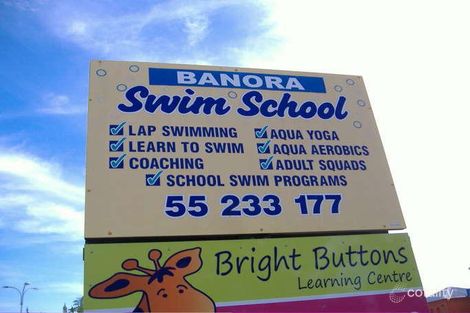 BANORA
Swim School
LAP SWIMMING
AQUA YOGA
LEARN TO SWIM
AQUA AEROBICS
COACHING
ADULT SQUADS
SCHOOL SWIM PROGRAMS
55 233 177
Bright Buttons
Learning Centre